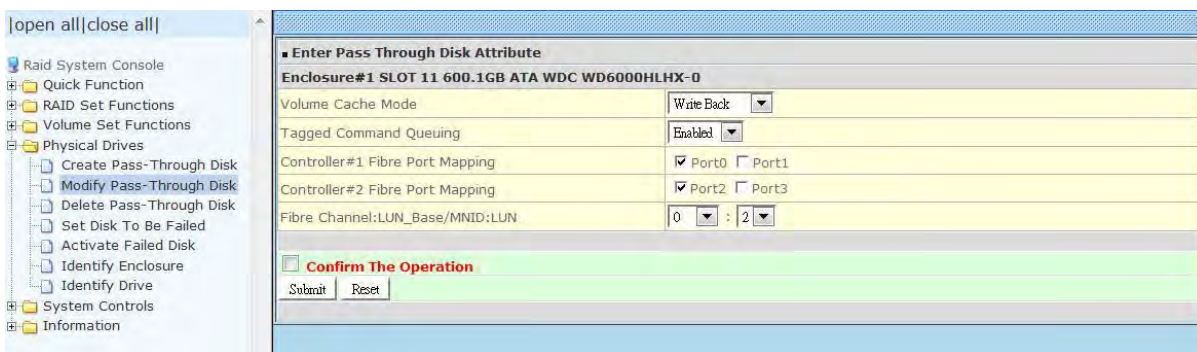 |open all|close all|
Raid System Console
Quick Function
RAID Set Functions
Volume Set Functions
Physical Drives
Create Pass-Through Disk
Modify Pass-Through Disk
Delete Pass-Through Disk
Set Disk To Be Failed
Activate Failed Disk
Identify Enclosure
Identify Drive
System Controls
Information
▪ Enter Pass Through Disk Attribute
Enclosure#1 SLOT 11 600.1GB ATA WDC WD6000HLHX-0
Volume Cache Mode Write Back
Tagged Command Queuing Enabled
Controller#1 Fibre Port Mapping Port0 Port1
Controller#2 Fibre Port Mapping Port2 Port3
Fibre Channel:LUN_Base/MNID:LUN 0 : 2
Confirm The Operation
Submit Reset